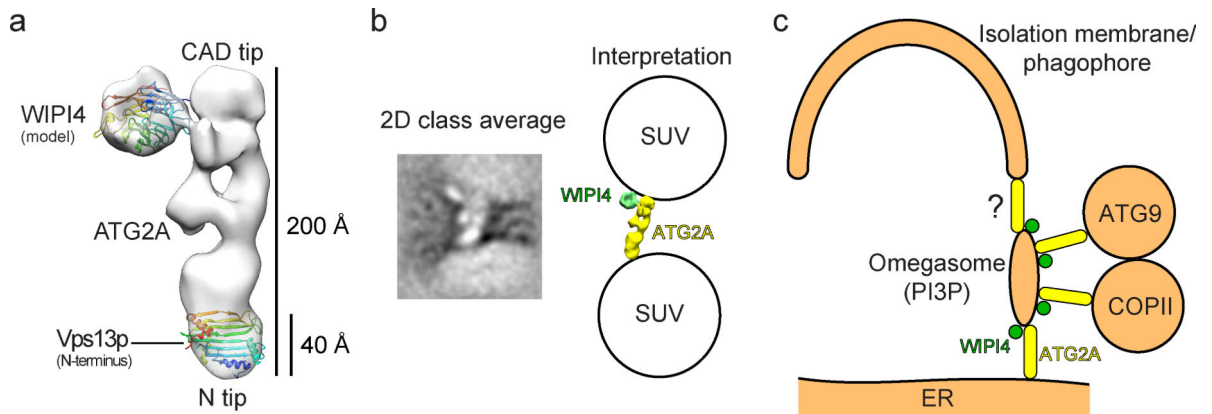 a
CAD tip
WIPI4
(model)
ATG2A
200 Å
Vps13p
(N-terminus)
40 Å
N tip
b
Interpretation
2D class average
SUV
WIPI4
ATG2A
SUV
c
Isolation membrane/
phagophore
?
ATG9
Omegasome
(PI3P)
COPII
WIPI4
ATG2A
ER